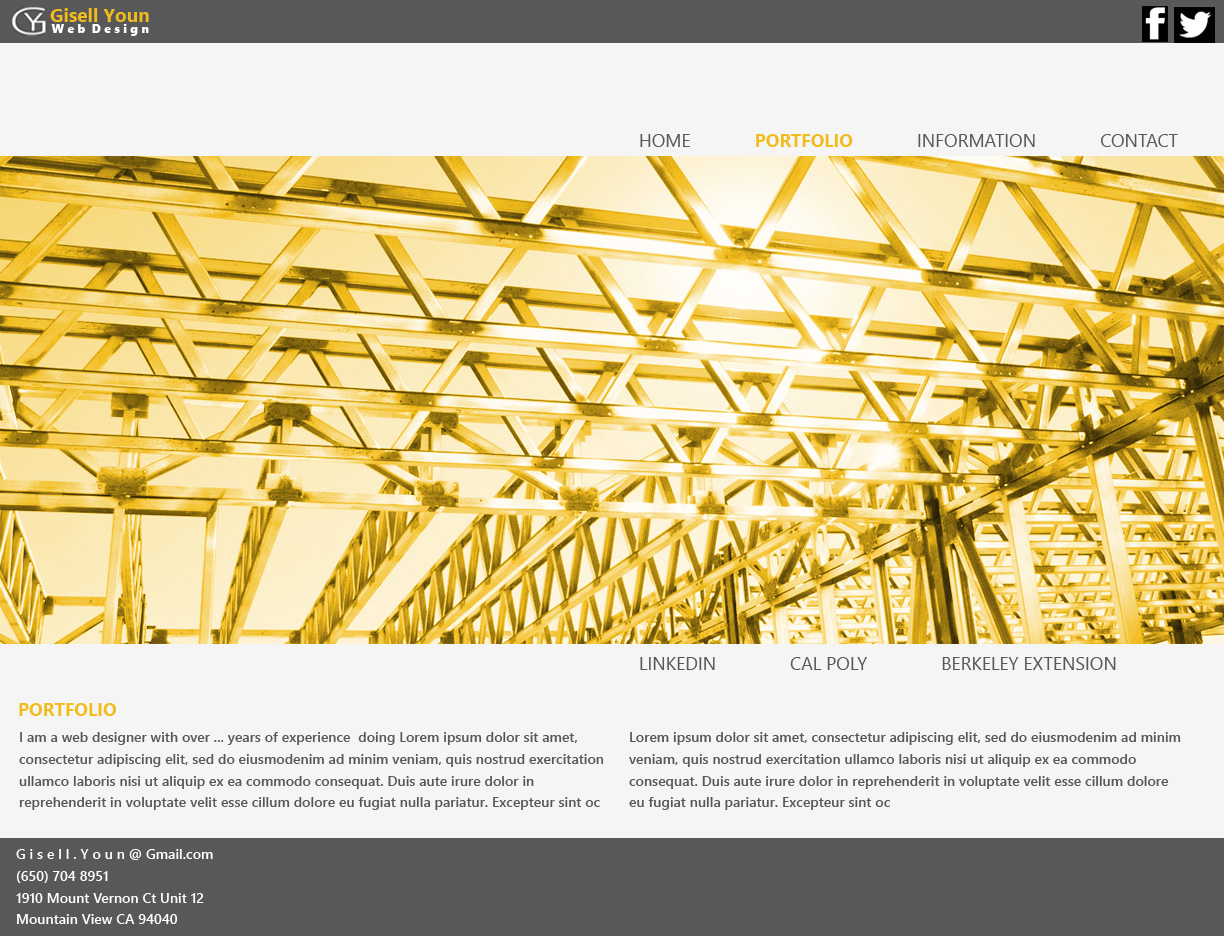 GY Gisell Youn
Web Design
f
HOME PORTFOLIO INFORMATION CONTACT
LINKEDIN CAL POLY BERKELEY EXTENSION
PORTFOLIO
I am a web designer with over ... years of experience  doing Lorem ipsum dolor sit amet,
consectetur adipiscing elit, sed do eiusmodenim ad minim veniam, quis nostrud exercitation
ullamco laboris nisi ut aliquip ex ea commodo consequat. Duis aute irure dolor in
reprehenderit in voluptate velit esse cillum dolore eu fugiat nulla pariatur. Excepteur sint oc
Lorem ipsum dolor sit amet, consectetur adipiscing elit, sed do eiusmodenim ad minim
veniam, quis nostrud exercitation ullamco laboris nisi ut aliquip ex ea commodo
consequat. Duis aute irure dolor in reprehenderit in voluptate velit esse cillum dolore
eu fugiat nulla pariatur. Excepteur sint oc
Gisell.Youn@ Gmail.com
(650) 704 8951
1910 Mount Vernon Ct Unit 12
Mountain View CA 94040